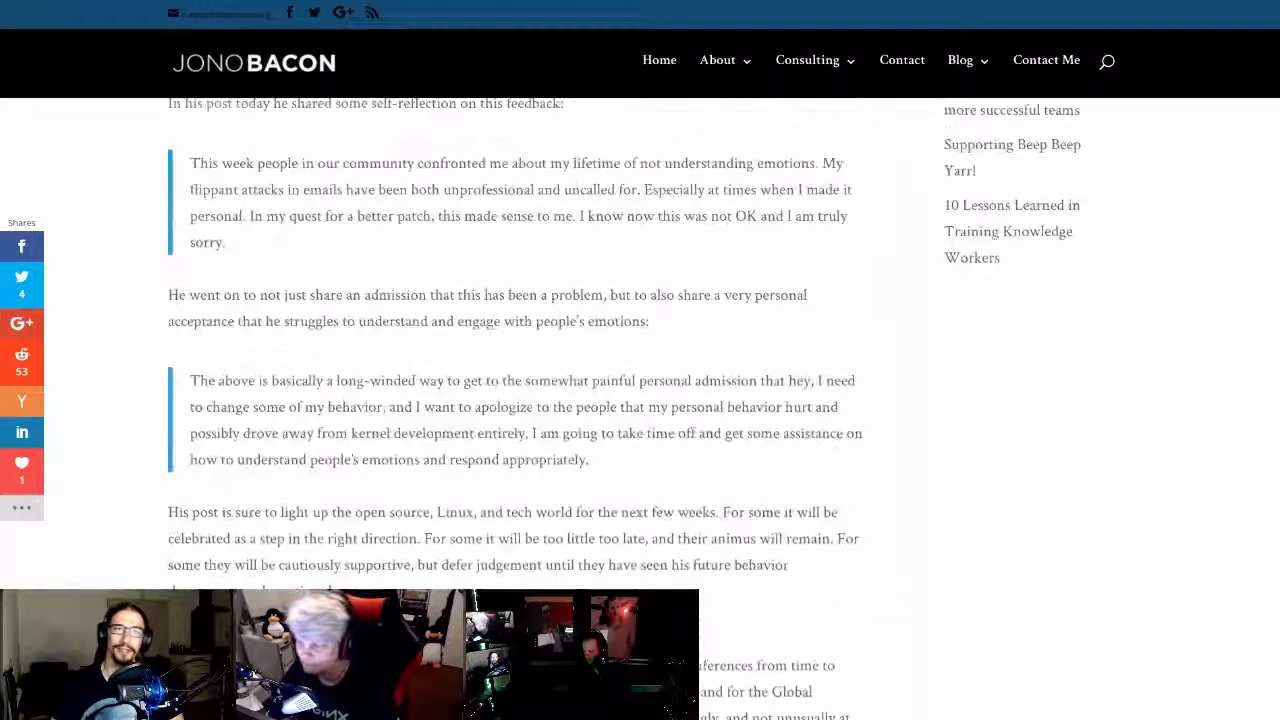 JONOBACON
Home About Consulting Contact Blog Contact Me
In his post today he shared some self-reflection on this feedback:
This week people in our community confronted me about my lifetime of not understanding emotions. My
flippant attacks in emails have been both unprofessional and uncalled for. Especially at times when I made it
personal. In my quest for a better patch, this made sense to me. I know now this was not OK and I am truly
sorry.
He went on to not just share an admission that this has been a problem, but to also share a very personal
acceptance that he struggles to understand and engage with people's emotions:
The above is basically a long-winded way to get to the somewhat painful personal admission that hey, I need
to change some of my behavior, and I want to apologize to the people that my personal behavior hurt and
possibly drove away from kernel development entirely. I am going to take time off and get some assistance on
how to understand people's emotions and respond appropriately.
His post is sure to light up the open source, Linux, and tech world for the next few weeks. For some it will be
celebrated as a step in the right direction. For some it will be too little too late, and their animus will remain. For
some they will be cautiously supportive, but defer judgement until they have seen his future behavior
conferences from time to
and for the Global
and not unusually at
more successful teams
Supporting Beep Beep
Yarr!
10 Lessons Learned in
Training Knowledge
Workers
Shares
4
G+
53
Y
in
1